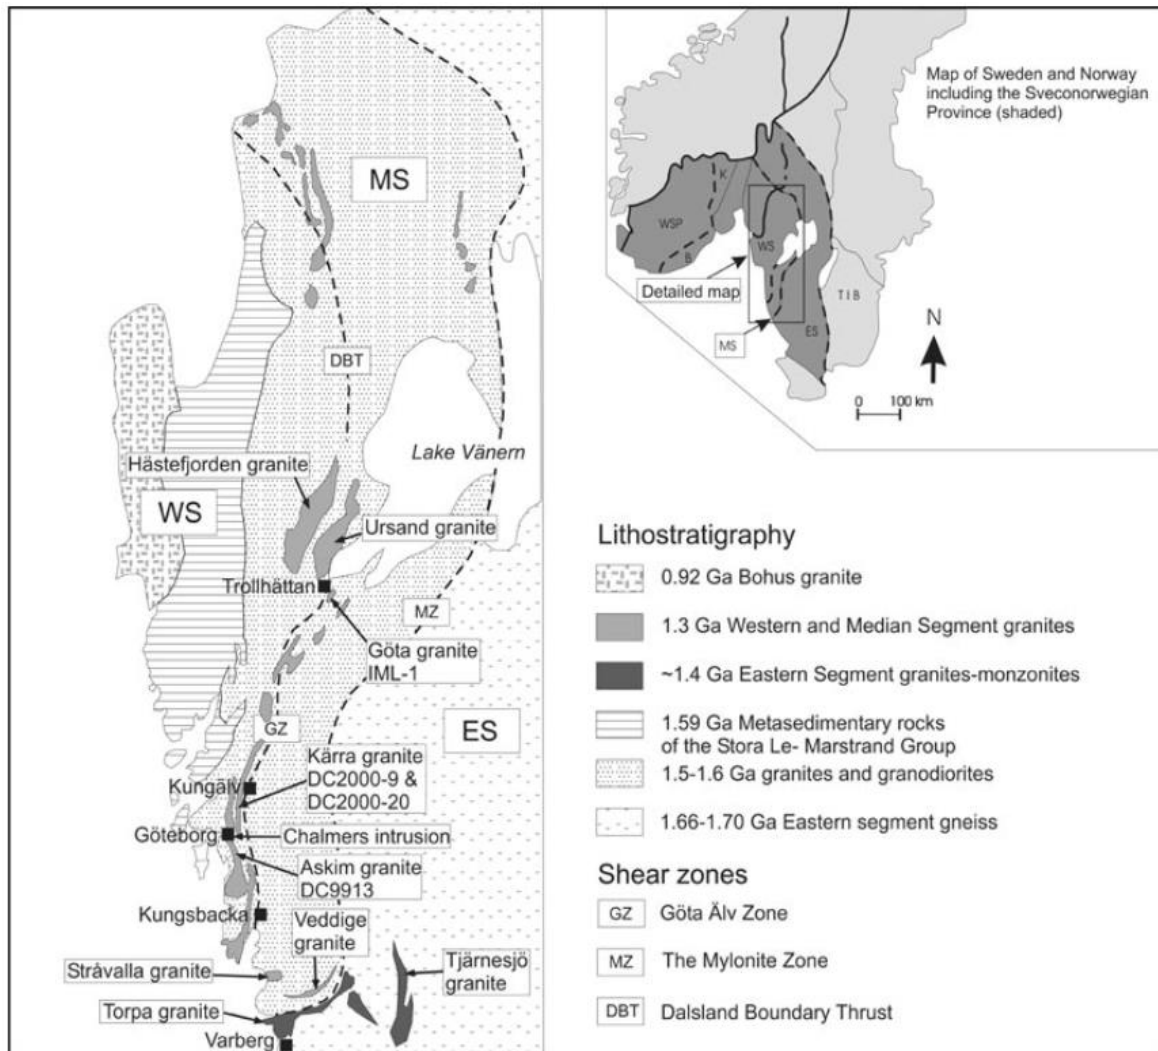 MS
DBT
Lake Vänern
Hästefjorden granite
WS
Ursand granite
Trollhättan
MZ
Göta granite
IML-1
GZ
ES
Kärra granite
DC2000-9 &
DC2000-20
Kungälv
Göteborg
Chalmers intrusion
Askim granite
DC9913
Kungsbacka
Veddige
granite
Stråvalla granite
Tjärnesjö
granite
Torpa granite
Varberg
Map of Sweden and Norway
including the Sveconorwegian
Province (shaded)
K
WSP
B
WS
Detailed map
TIB
ES
MS
N
0 100 km
Lithostratigraphy
0.92 Ga Bohus granite
1.3 Ga Western and Median Segment granites
~1.4 Ga Eastern Segment granites-monzonites
1.59 Ga Metasedimentary rocks
of the Stora Le- Marstrand Group
1.5-1.6 Ga granites and granodiorites
1.66-1.70 Ga Eastern segment gneiss
Shear zones
GZ Göta Älv Zone
MZ The Mylonite Zone
DBT Dalsland Boundary Thrust